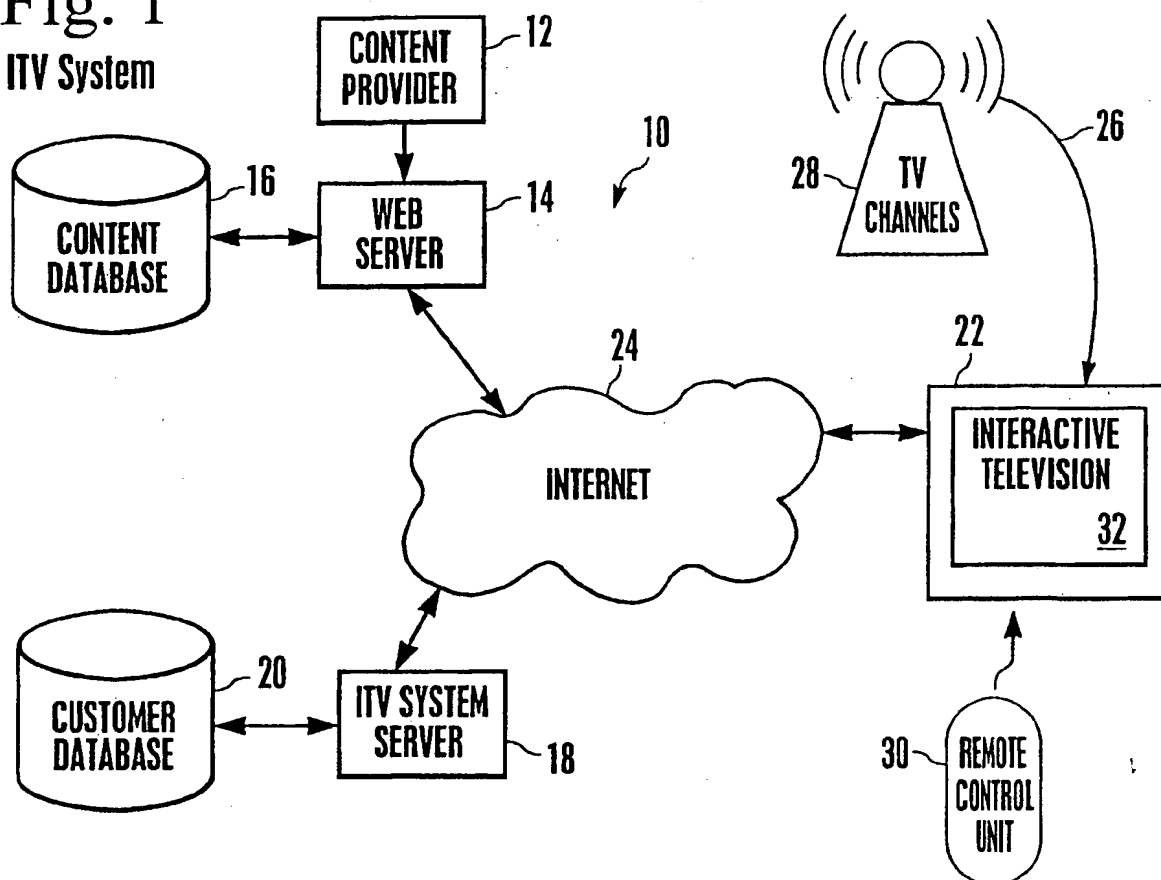 Fig. 1
ITV System
CONTENT
PROVIDER
12
10
CONTENT
DATABASE
16
WEB
SERVER
14
28
TV
CHANNELS
26
24
INTERNET
22
INTERACTIVE
TELEVISION
32
CUSTOMER
DATABASE
20
ITV SYSTEM
SERVER
18
30
REMOTE
CONTROL
UNIT